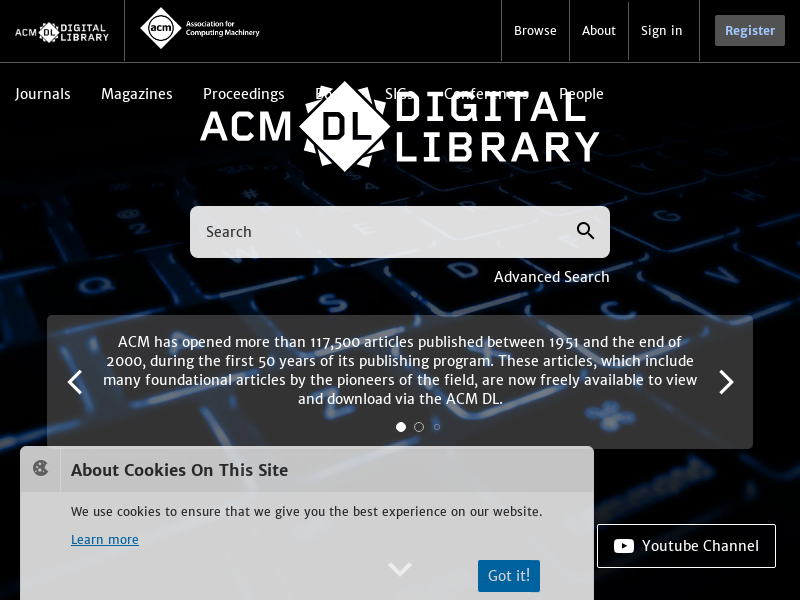 ACM DL DIGITAL LIBRARY
acm Association for Computing Machinery
Browse
About
Sign in
Register
Journals
Magazines
Proceedings
SIGs
Conferences
People
ACM DL DIGITAL LIBRARY
Search
Advanced Search
ACM has opened more than 117,500 articles published between 1951 and the end of
2000, during the first 50 years of its publishing program. These articles, which include
many foundational articles by the pioneers of the field, are now freely available to view
and download via the ACM DL.
About Cookies On This Site
We use cookies to ensure that we give you the best experience on our website.
Learn more
Got it!
Youtube Channel